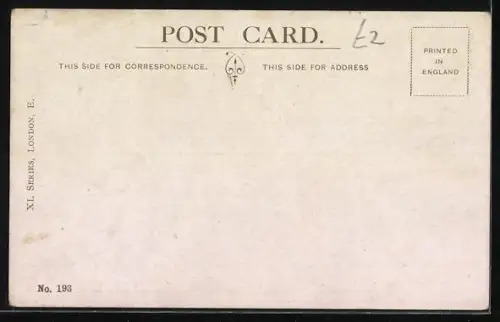 POST CARD.
£2
THIS SIDE FOR CORRESPONDENCE.
THIS SIDE FOR ADDRESS
PRINTED
IN
ENGLAND
XL SERIES, LONDON, E.
No. 193